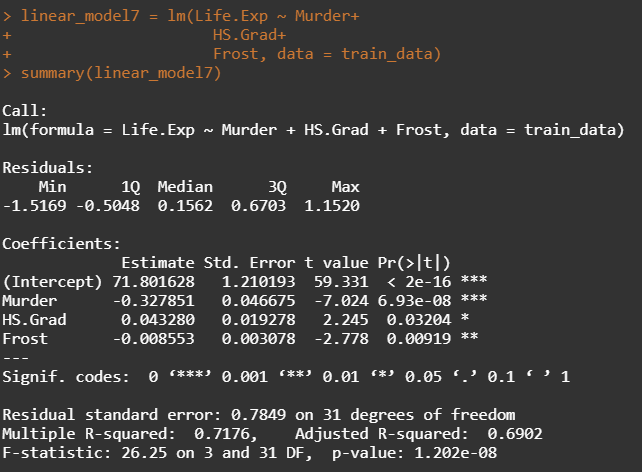 > linear_model7 = lm(Life.Exp ~ Murder+
+                      HS.Grad+
+                      Frost, data = train_data)
> summary(linear_model7)

Call:
lm(formula = Life.Exp ~ Murder + HS.Grad + Frost, data = train_data)

Residuals:
    Min      1Q  Median      3Q     Max
-1.5169 -0.5048  0.1562  0.6703  1.1520

Coefficients:
             Estimate Std. Error t value Pr(>|t|)
(Intercept) 71.801628   1.210193  59.331  < 2e-16 ***
Murder      -0.327851   0.046675  -7.024 6.93e-08 ***
HS.Grad      0.043280   0.019278   2.245  0.03204 *
Frost       -0.008553   0.003078  -2.778  0.00919 **
---
Signif. codes:  0 ‘***’ 0.001 ‘**’ 0.01 ‘*’ 0.05 ‘.’ 0.1 ‘ ’ 1

Residual standard error: 0.7849 on 31 degrees of freedom
Multiple R-squared:  0.7176,    Adjusted R-squared:  0.6902
F-statistic: 26.25 on 3 and 31 DF,  p-value: 1.202e-08